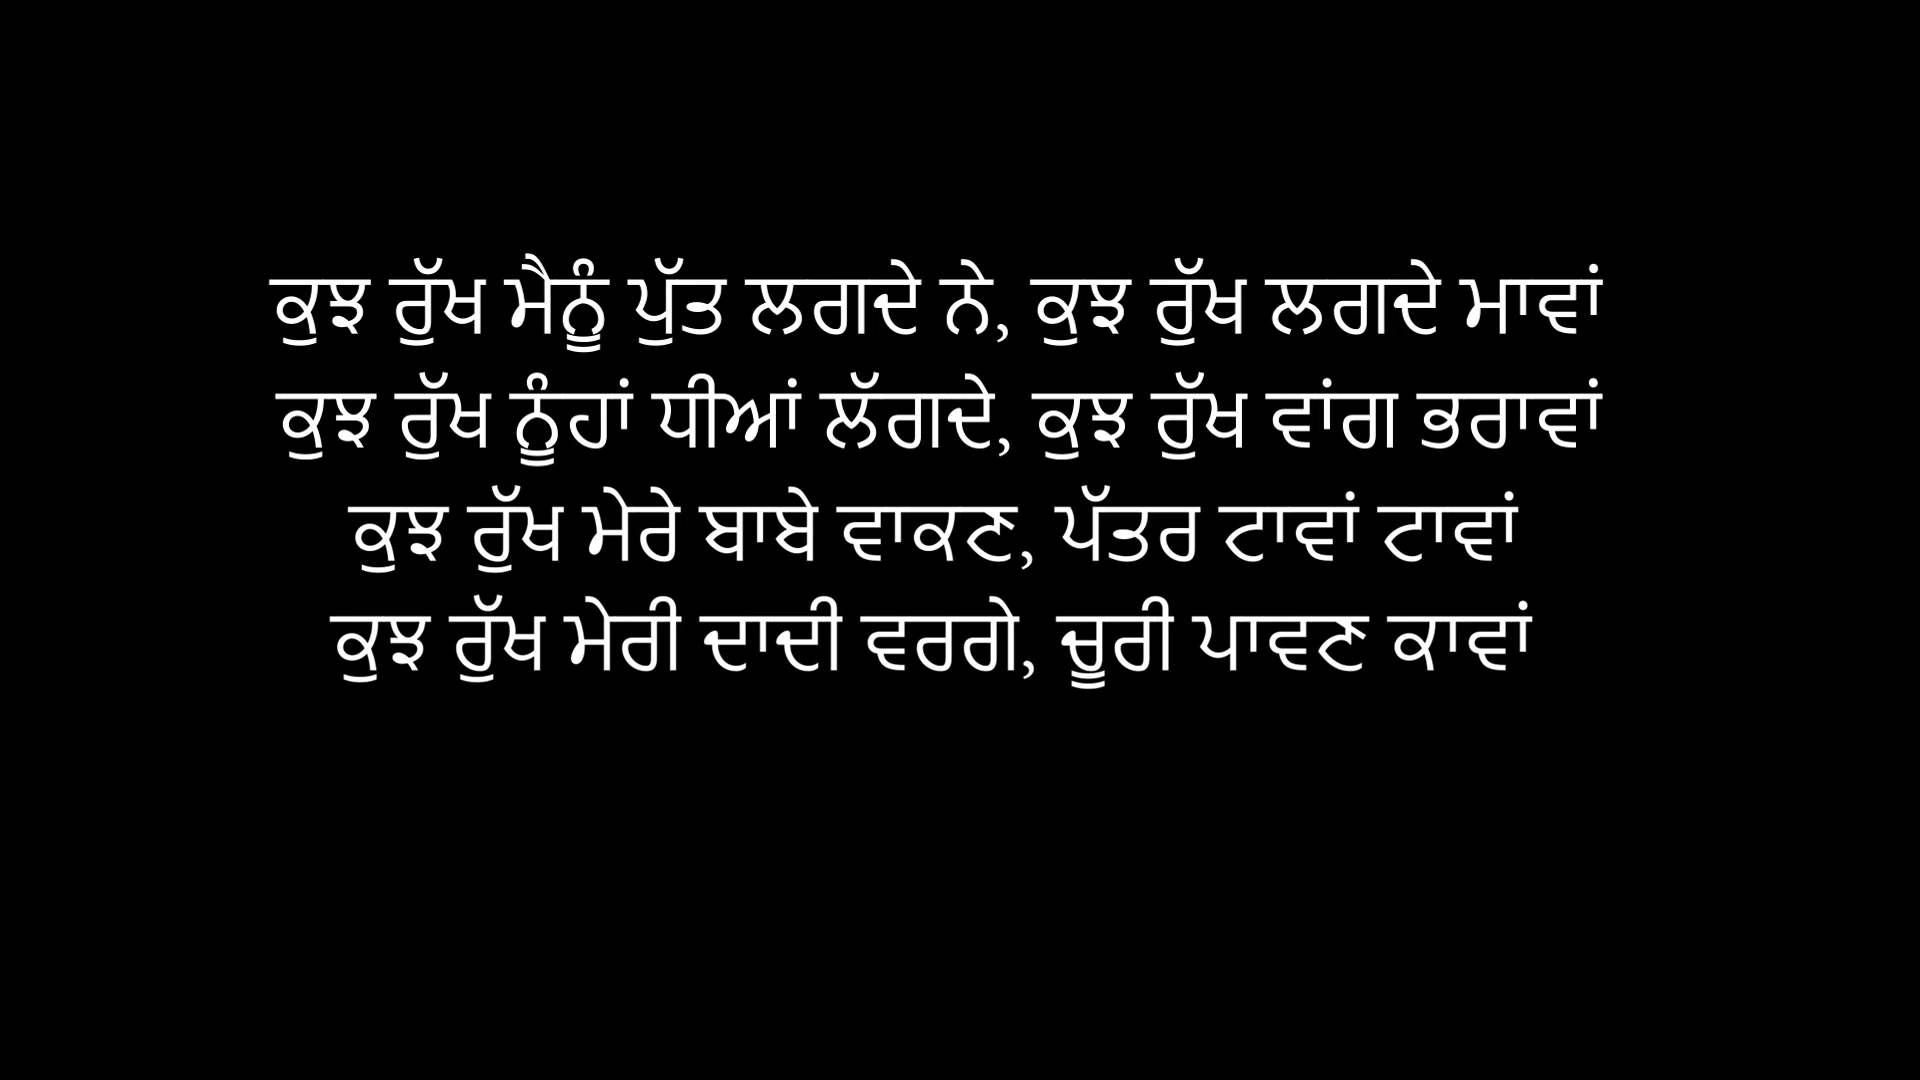 ਕੁਝ ਰੁੱਖ ਮੈਨੂੰ ਪੁੱਤ ਲਗਦੇ ਨੇ, ਕੁਝ ਰੁੱਖ ਲਗਦੇ ਮਾਵਾਂ
ਕੁਝ ਰੁੱਖ ਨੂੰਹਾਂ ਧੀਆਂ ਲੱਗਦੇ, ਕੁਝ ਰੁੱਖ ਵਾਂਗ ਭਰਾਵਾਂ
ਕੁਝ ਰੁੱਖ ਮੇਰੇ ਬਾਬੇ ਵਾਕਣ, ਪੱਤਰ ਟਾਵਾਂ ਟਾਵਾਂ
ਕੁਝ ਰੁੱਖ ਮੇਰੀ ਦਾਦੀ ਵਰਗੇ, ਚੂਰੀ ਪਾਵਣ ਕਾਵਾਂ